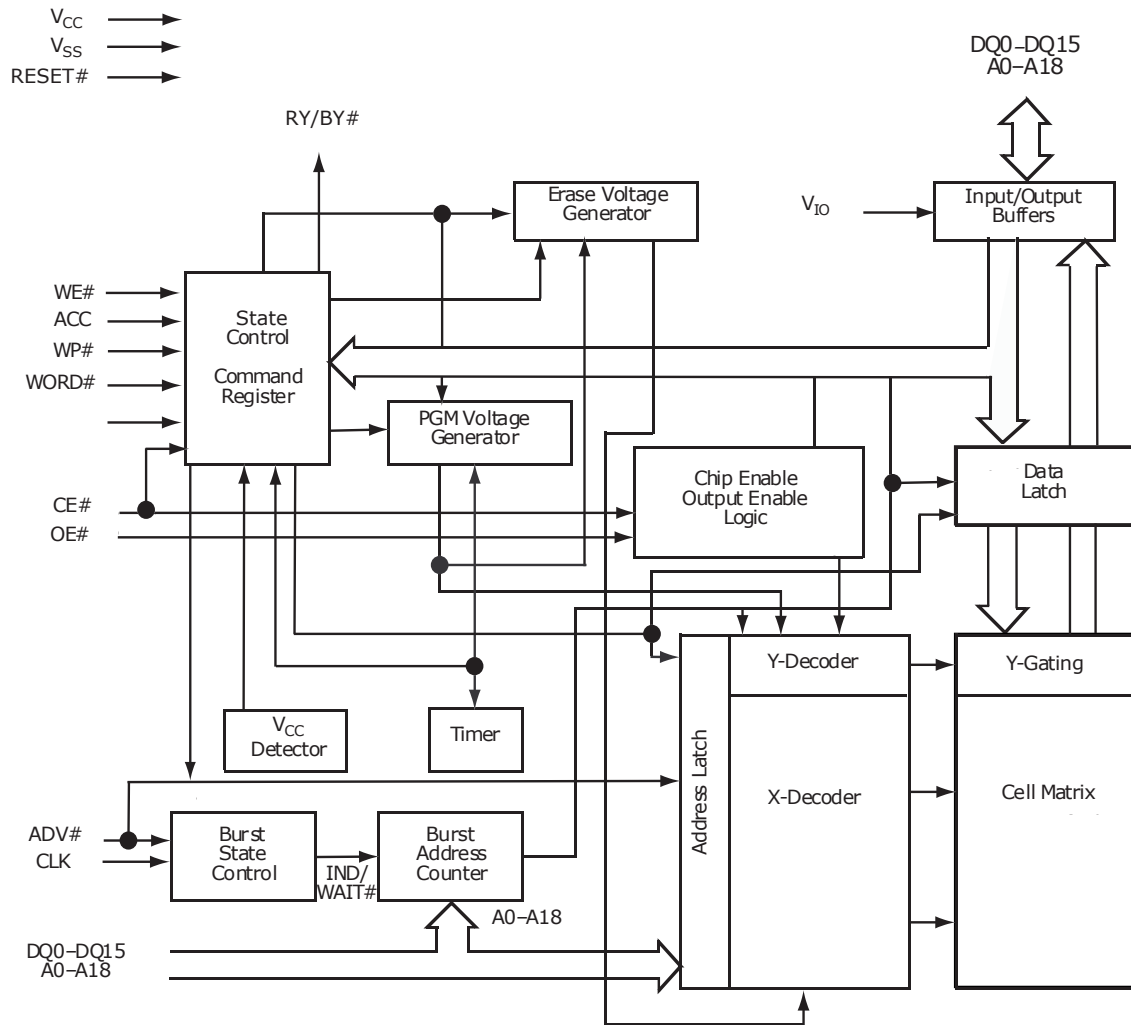 VCC
VSS
RESET#
DQ0–DQ15
A0–A18
RY/BY#
Erase Voltage
Generator
VIO
Input/Output
Buffers
WE#
ACC
WP#
WORD#
State
Control
Command
Register
PGM Voltage
Generator
Chip Enable
Output Enable
Logic
Data
Latch
CE#
OE#
Y-Decoder
Y-Gating
VCC
Detector
Timer
Address Latch
X-Decoder
Cell Matrix
ADV#
CLK
Burst
State
Control
IND/
WAIT#
Burst
Address
Counter
A0–A18
DQ0–DQ15
A0–A18